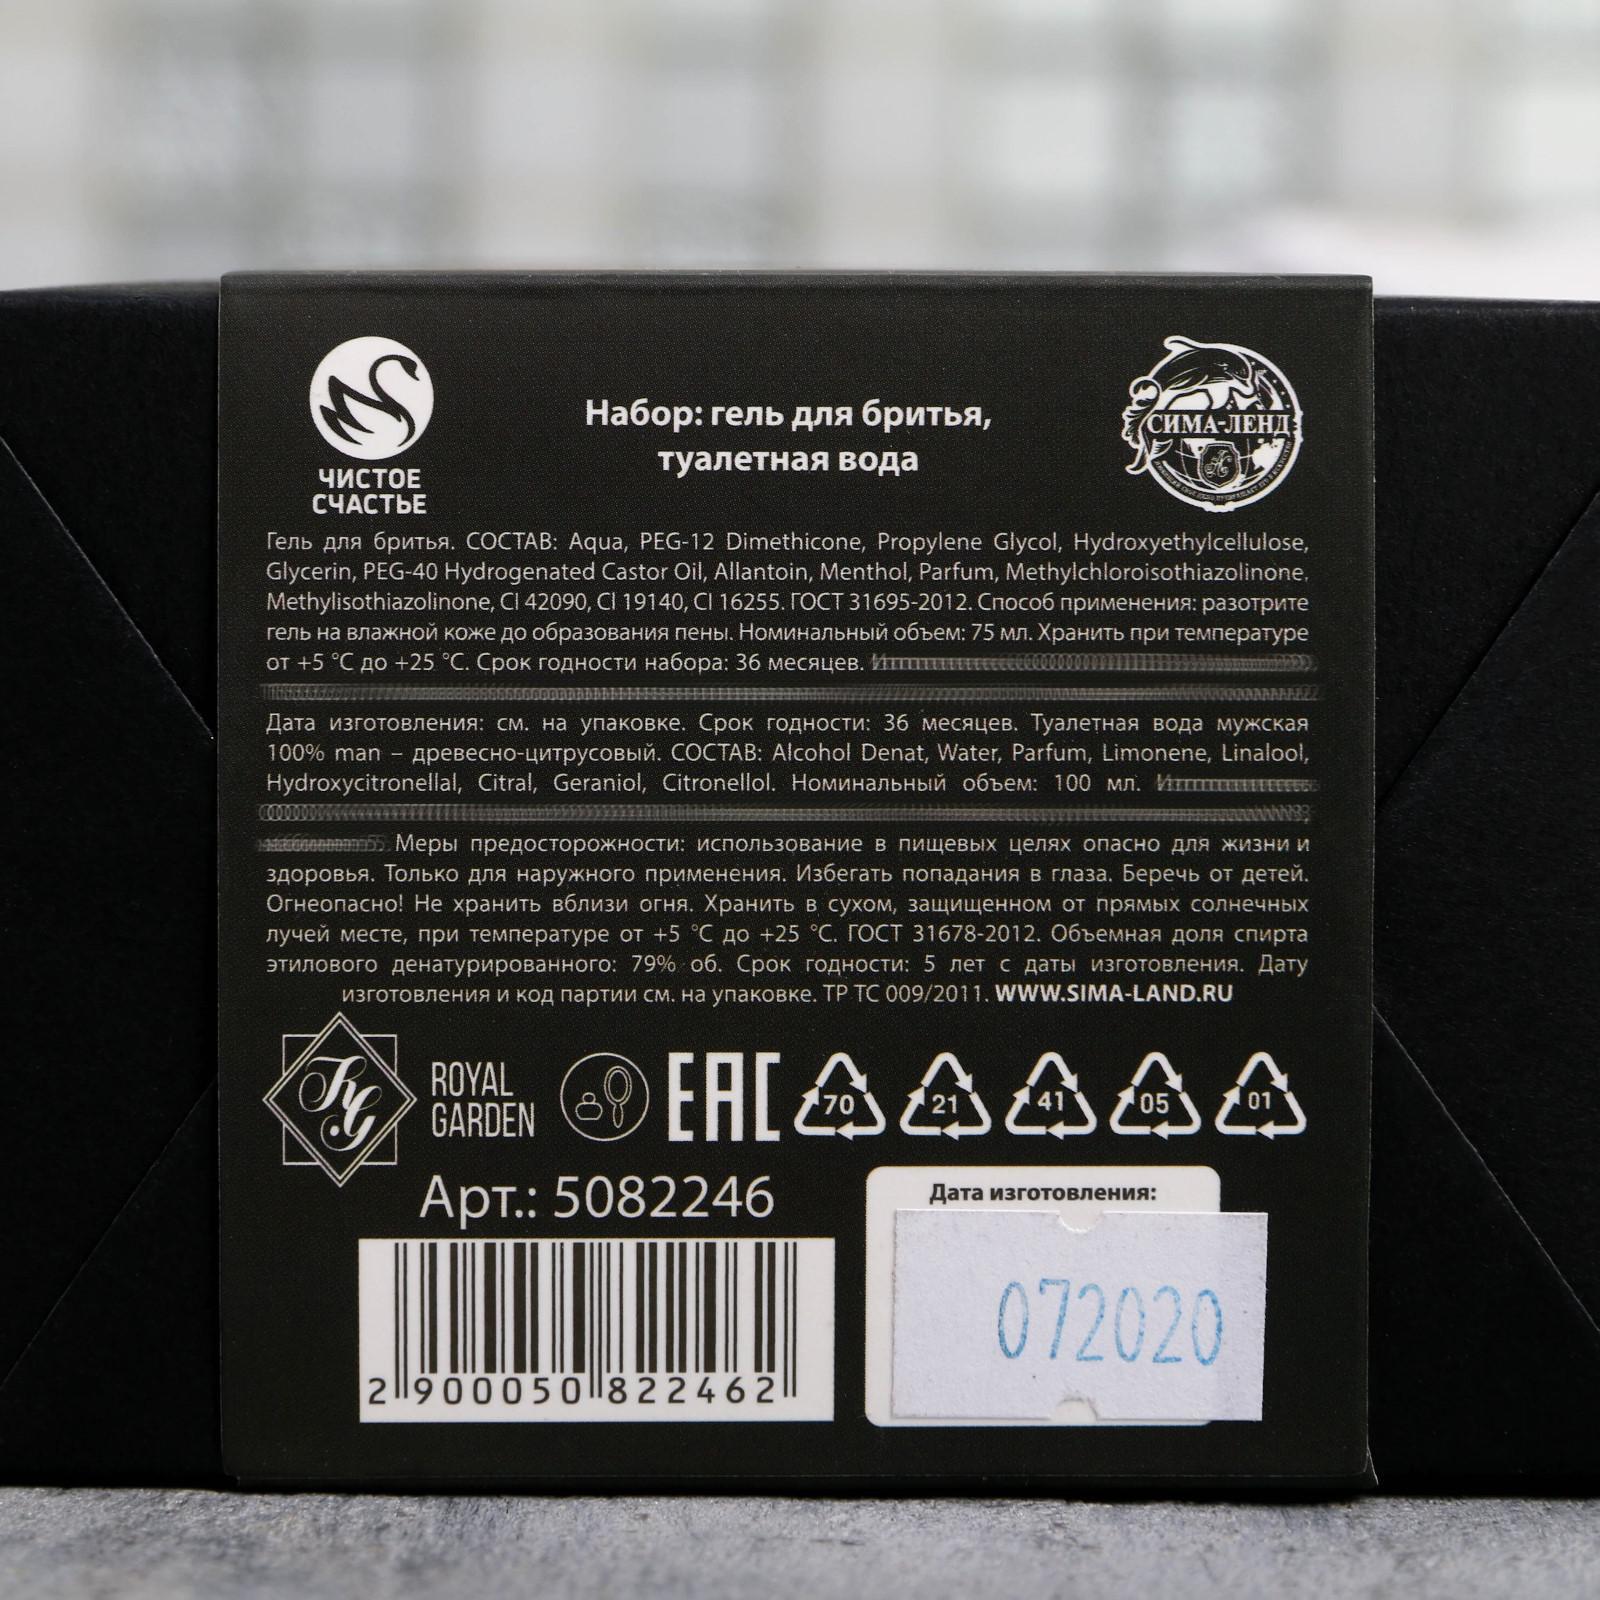 ЧИСТОЕ
СЧАСТЬЕ
Набор: гель для бритья,
туалетная вода
СИМА-ЛЕНД
Гель для бритья. СОСТАВ: Aqua, PEG-12 Dimethicone, Propylene Glycol, Hydroxyethylcellulose,
Glycerin, PEG-40 Hydrogenated Castor Oil, Allantoin, Menthol, Parfum, Methylchloroisothiazolinone,
Methylisothiazolinone, CI 42090, CI 19140, CI 16255. ГОСТ 31695-2012. Способ применения: разотрите
гель на влажной коже до образования пены. Номинальный объем: 75 мл. Хранить при температуре
от +5 °С до +25 °С. Срок годности набора: 36 месяцев.
Дата изготовления: см. на упаковке. Срок годности: 36 месяцев. Туалетная вода мужская
100% man – древесно-цитрусовый. СОСТАВ: Alcohol Denat, Water, Parfum, Limonene, Linalool,
Hydroxycitronellal, Citral, Geraniol, Citronellol. Номинальный объем: 100 мл.
Меры предосторожности: использование в пищевых целях опасно для жизни и
здоровья. Только для наружного применения. Избегать попадания в глаза. Беречь от детей.
Огнеопасно! Не хранить вблизи огня. Хранить в сухом, защищенном от прямых солнечных
лучей месте, при температуре от +5 °С до +25 °С. ГОСТ 31678-2012. Объемная доля спирта
этилового денатурированного: 79% об. Срок годности: 5 лет с даты изготовления. Дату
изготовления и код партии см. на упаковке. ТР ТС 009/2011. WWW.SIMA-LAND.RU
RG
ROYAL
GARDEN
EAC
70
21
41
05
01
Арт.: 5082246
2 900050 822462
Дата изготовления:
072020